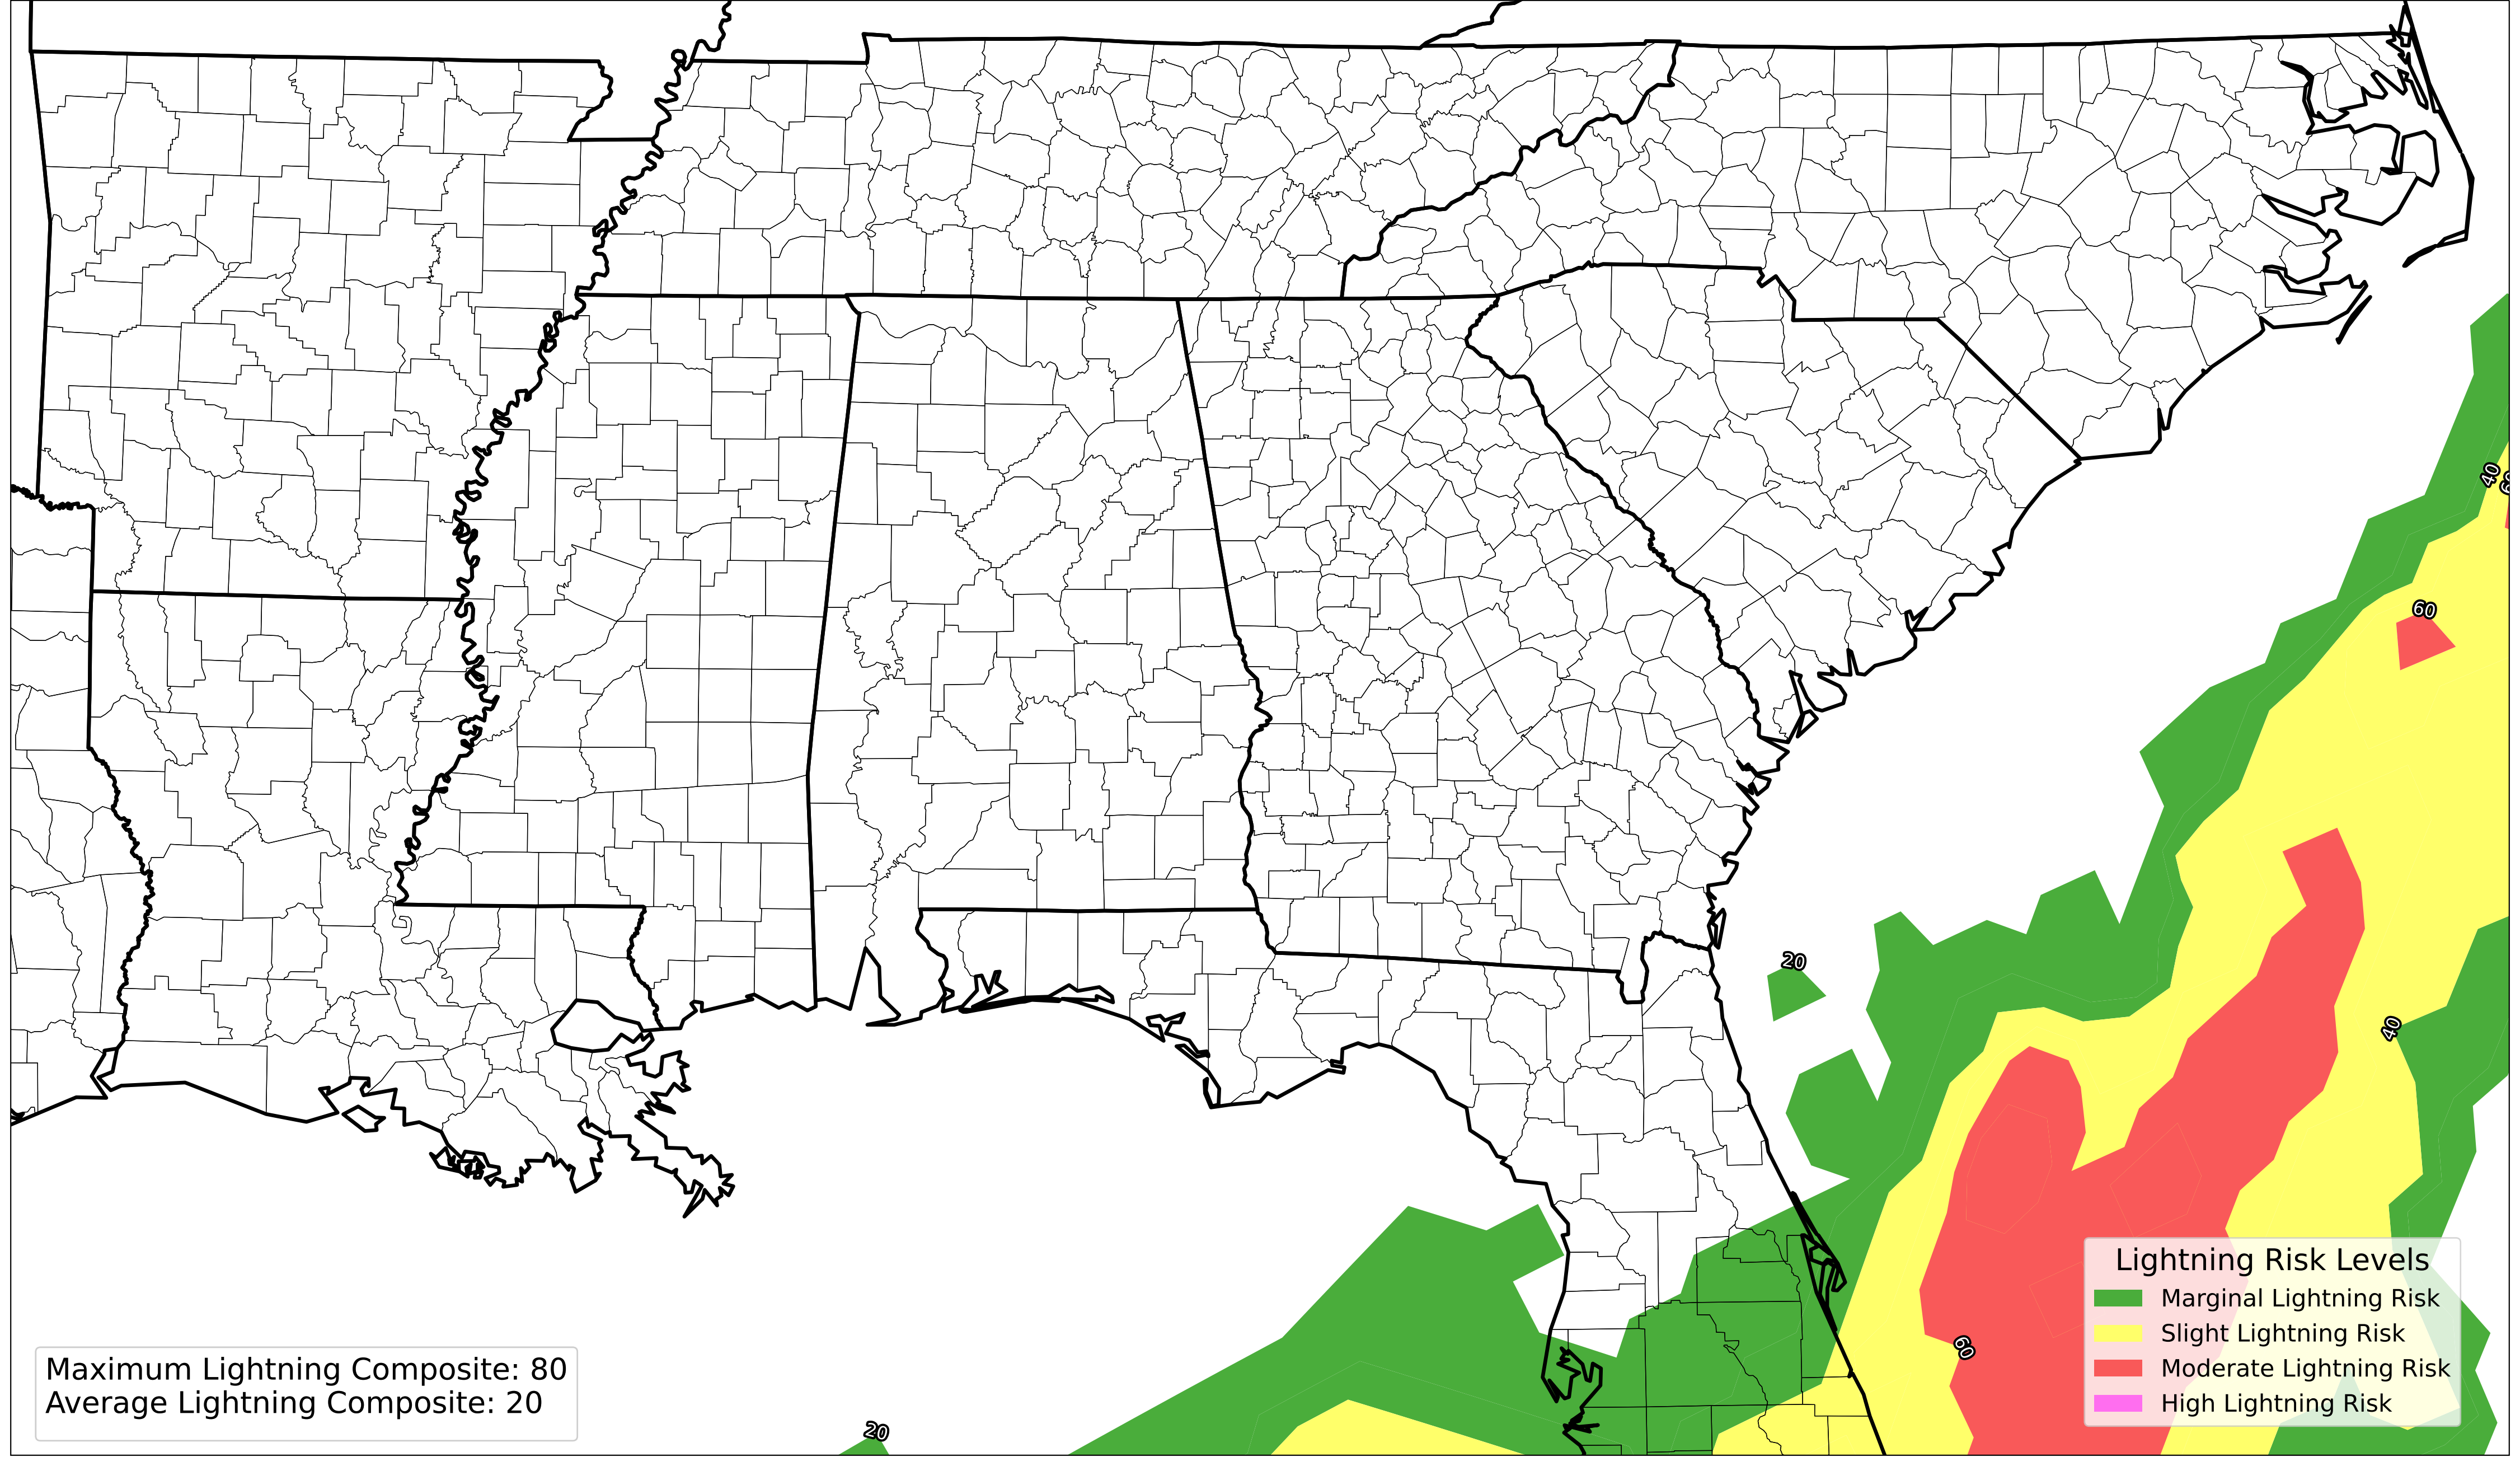 40
60
20
40
60
20
Lightning Risk Levels
Marginal Lightning Risk
Slight Lightning Risk
Moderate Lightning Risk
High Lightning Risk
Maximum Lightning Composite: 80
Average Lightning Composite: 20